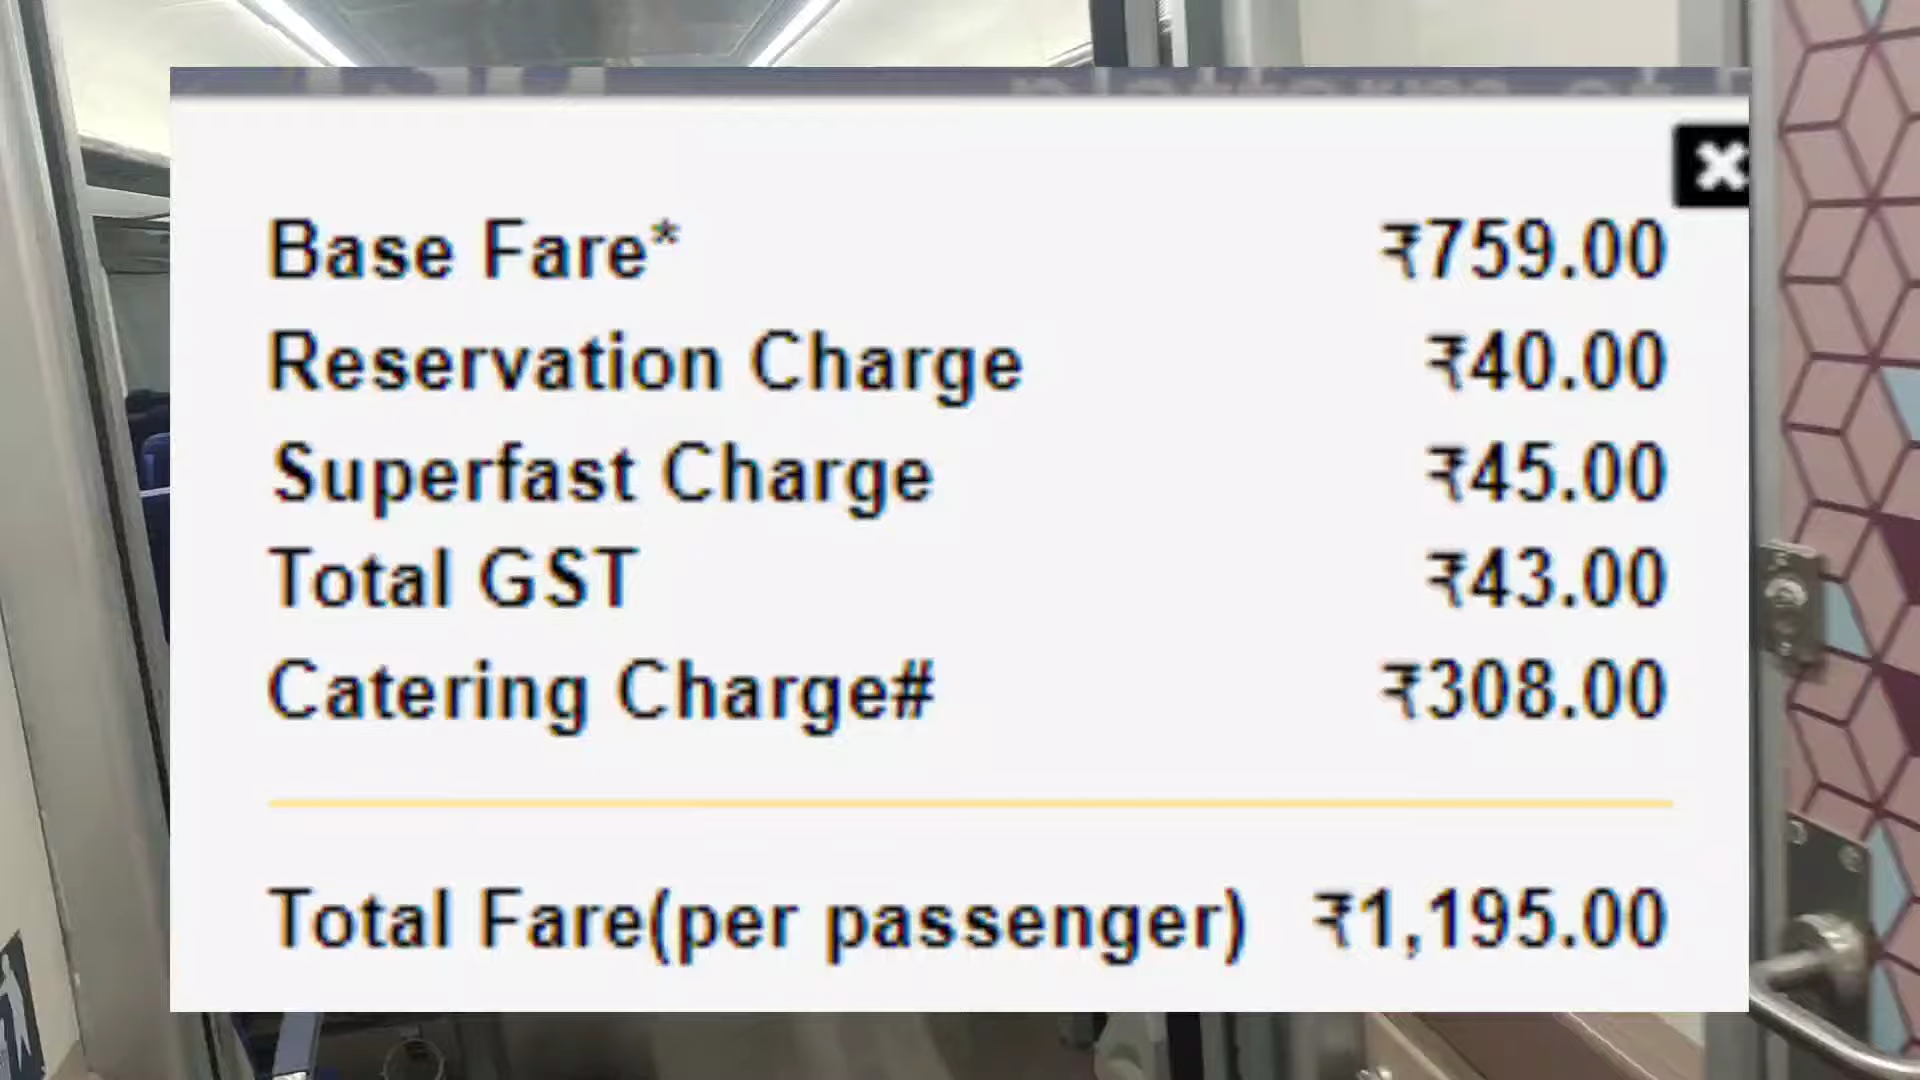 Base Fare* ₹759.00
Reservation Charge ₹40.00
Superfast Charge ₹45.00
Total GST ₹43.00
Catering Charge# ₹308.00
Total Fare(per passenger) ₹1,195.00